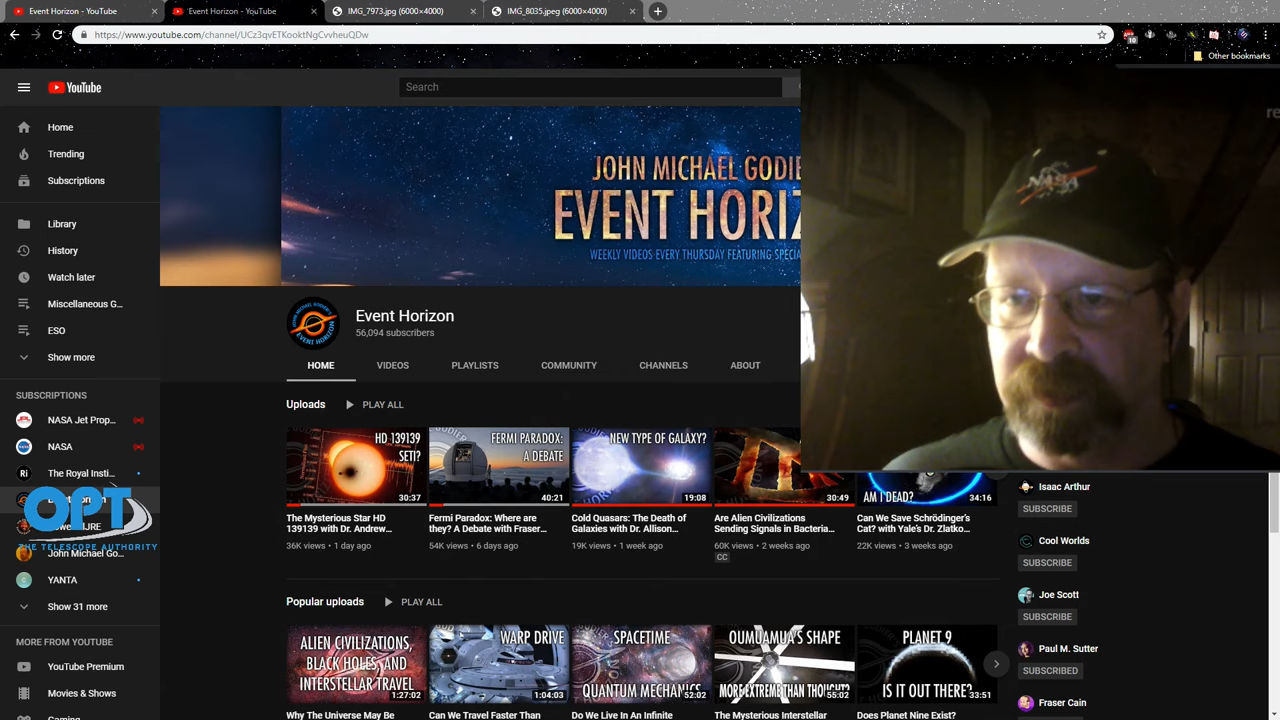 Event Horizon - YouTube
Event Horizon - YouTube
IMG_7973.jpg (6000×4000)
IMG_8035.jpeg (6000×4000)
https://www.youtube.com/channel/UCz3qvETKooktNgCvvheuQDw
Other bookmarks
YouTube
Search
Home
Trending
Subscriptions
Library
History
Watch later
Miscellaneous G...
ESO
Show more
SUBSCRIPTIONS
NASA Jet Prop...
NASA
The Royal Insti...
OPT
THE TELESCOPE AUTHORITY
John Michael Go...
YANTA
Show 31 more
MORE FROM YOUTUBE
YouTube Premium
Movies & Shows
Gaming
JOHN MICHAEL GODIE
EVENT HORIZ
WEEKLY VIDEOS EVERY THURSDAY FEATURING SPECIA
Event Horizon
56,094 subscribers
HOME
VIDEOS
PLAYLISTS
COMMUNITY
CHANNELS
ABOUT
Uploads
PLAY ALL
HD 139139
SETI?
30:37
The Mysterious Star HD
139139 with Dr. Andrew...
36K views • 1 day ago
FERMI PARADOX:
A DEBATE
40:21
Fermi Paradox: Where are
they? A Debate with Fraser...
54K views • 6 days ago
NEW TYPE OF GALAXY?
19:08
Cold Quasars: The Death of
Galaxies with Dr. Allison...
19K views • 1 week ago
30:49
Are Alien Civilizations
Sending Signals in Bacteria...
60K views • 2 weeks ago
CC
AM I DEAD?
34:16
Can We Save Schrödinger's
Cat? with Yale's Dr. Zlatko...
22K views • 3 weeks ago
Popular uploads
PLAY ALL
ALIEN CIVILIZATIONS,
BLACK HOLES, AND
INTERSTELLAR TRAVEL
1:27:02
Why The Universe May Be
WARP DRIVE
1:04:03
Can We Travel Faster Than
SPACETIME
QUANTUM MECHANICS
52:02
Do We Live In An Infinite
OUMUAMUA'S SHAPE
MORE EXTREME THAN THOUGHT?
55:02
The Mysterious Interstellar
PLANET 9
IS IT OUT THERE?
33:51
Does Planet Nine Exist?
Isaac Arthur
SUBSCRIBE
Cool Worlds
SUBSCRIBE
Joe Scott
SUBSCRIBE
Paul M. Sutter
SUBSCRIBED
Fraser Cain
NASA
re